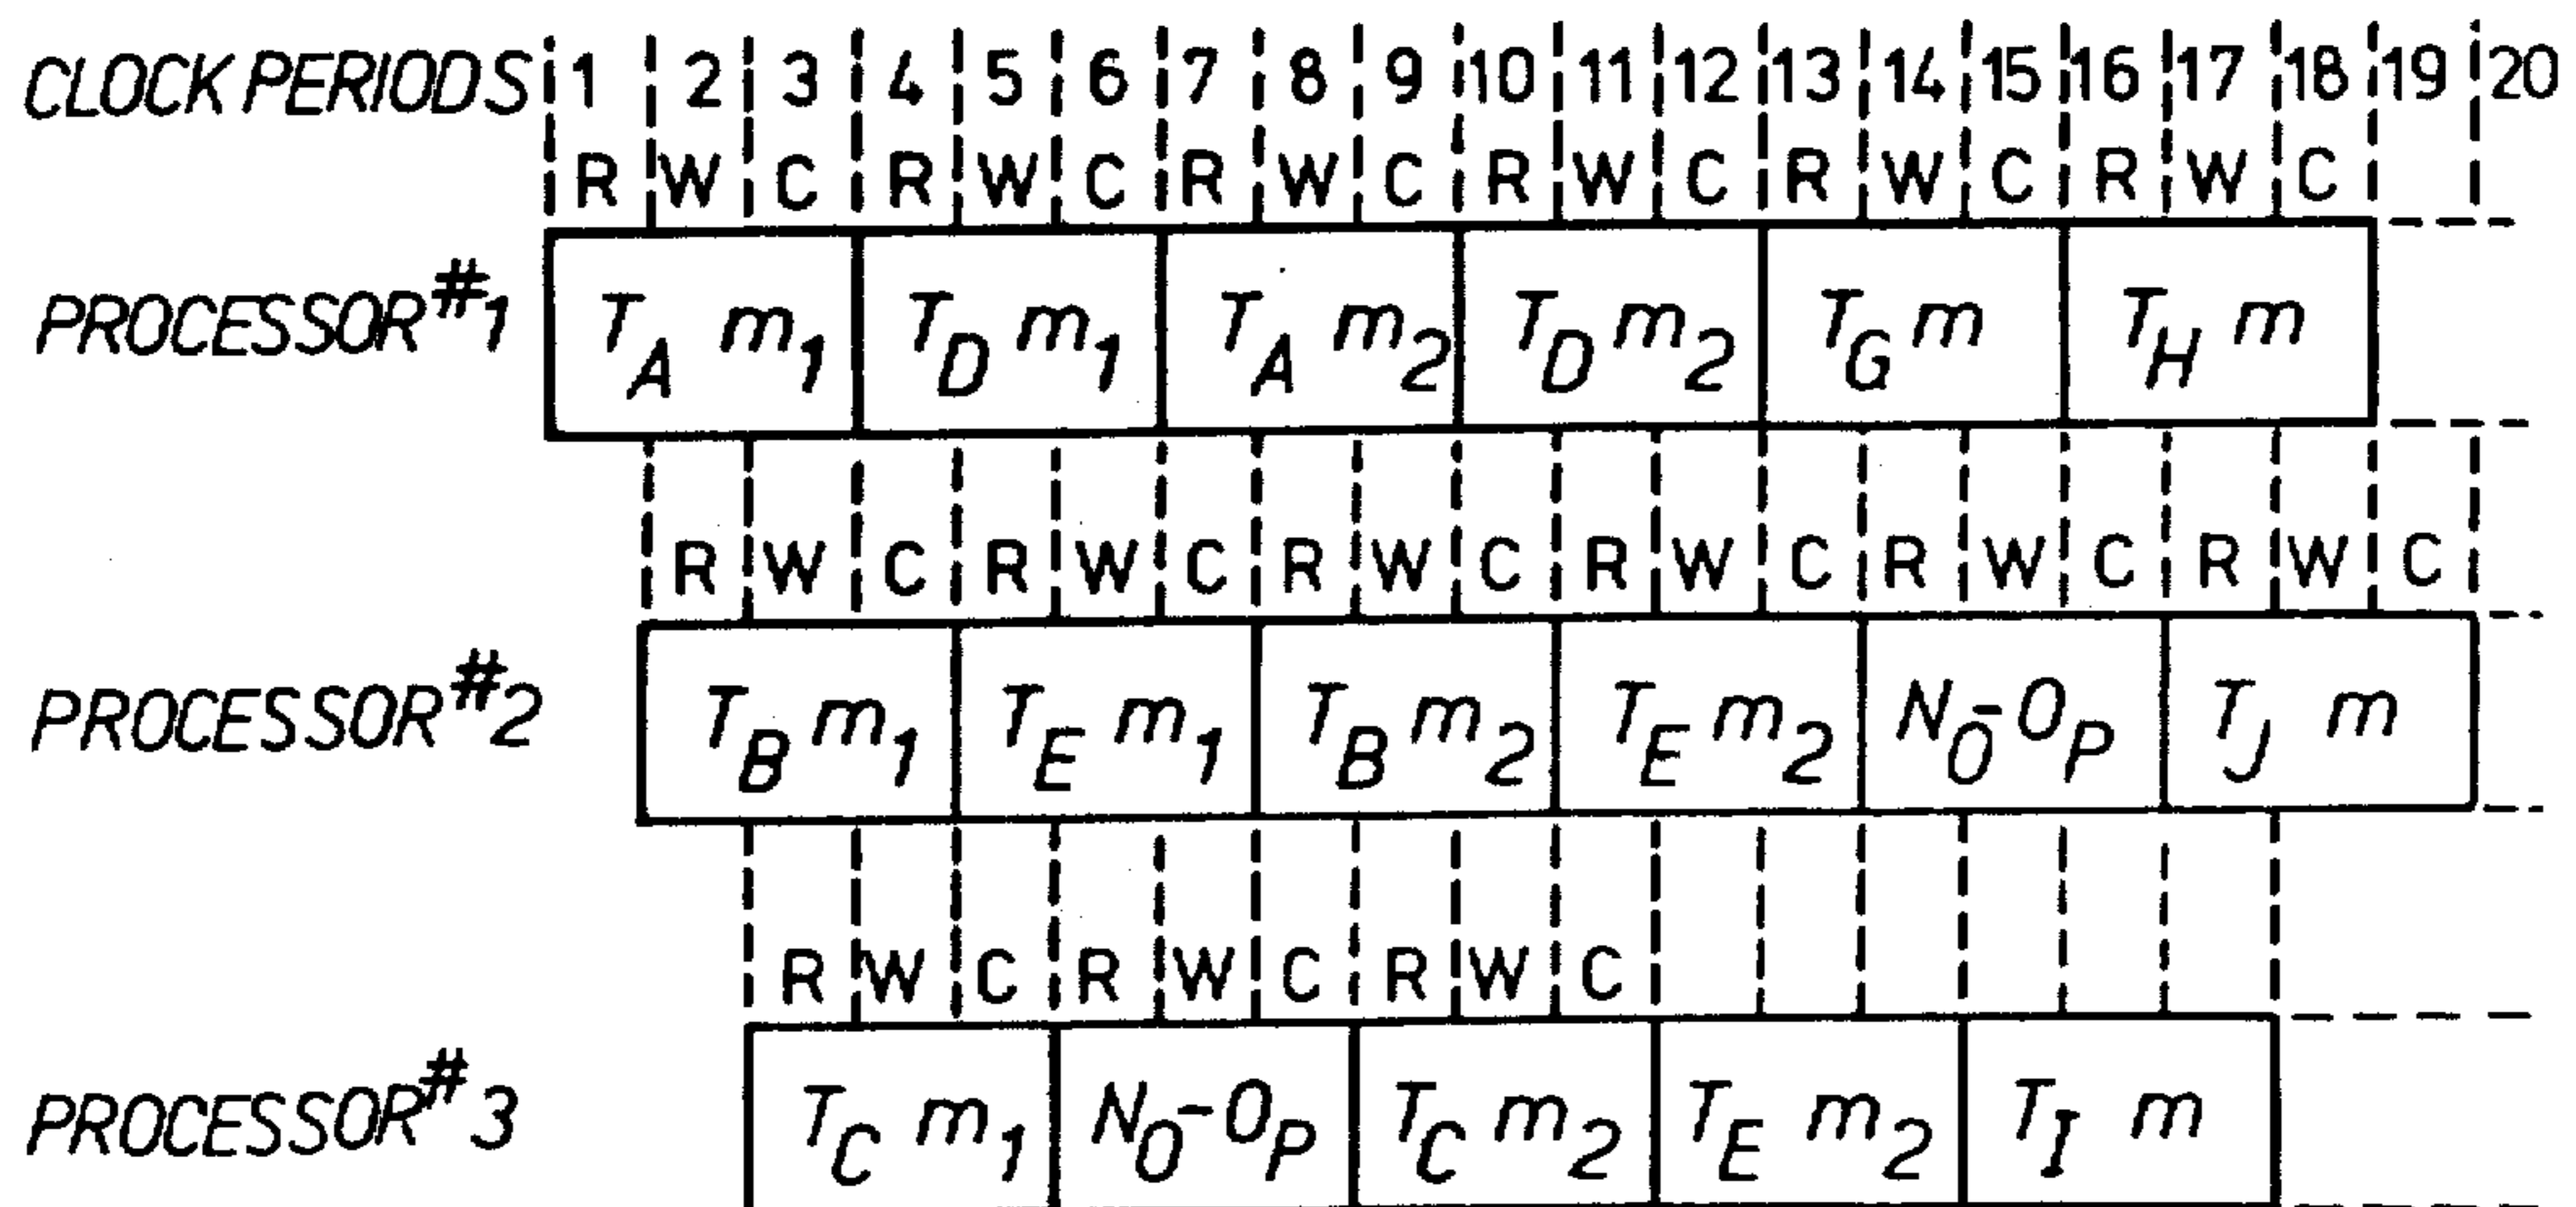 CLOCK PERIODS 1 2 3 4 5 6 7 8 9 10 11 12 13 14 15 16 17 18 19 20
R W C R W C R W C R W C R W C R W C
PROCESSOR #1 TA m1 TD m1 TA m2 TD m2 TG m TH m
R W C R W C R W C R W C R W C R W C
PROCESSOR #2 TB m1 TE m1 TB m2 TE m2 NO-OP TJ m
R W C R W C R W C
PROCESSOR #3 TC m1 NO-OP TC m2 TE m2 TI m